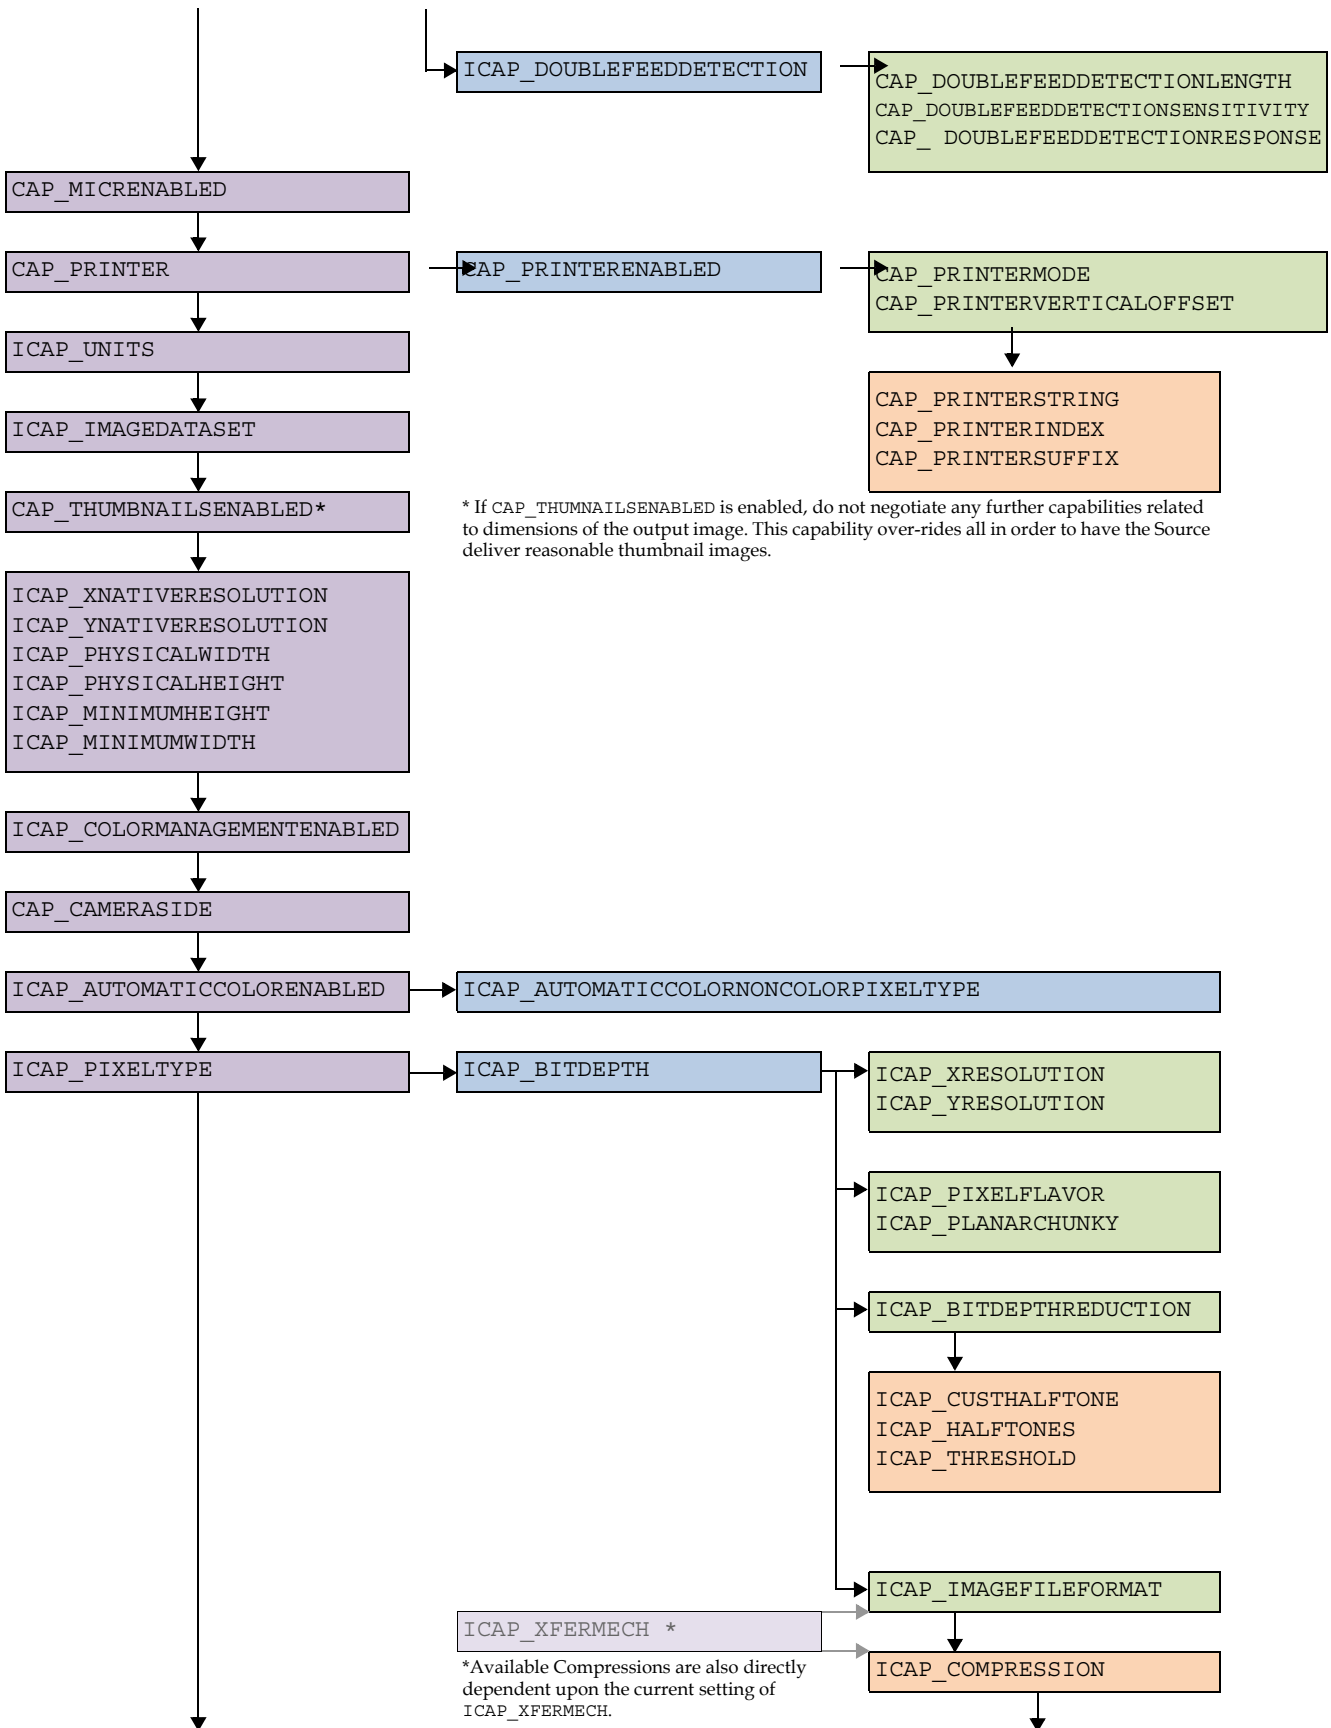 ICAP_DOUBLEFEEDDETECTION
CAP_DOUBLEFEEDDETECTIONLENGTH
CAP_DOUBLEFEEDDETECTIONSENSITIVITY
CAP_ DOUBLEFEEDDETECTIONRESPONSE
CAP_MICRENABLED
CAP_PRINTER
CAP_PRINTERENABLED
CAP_PRINTERMODE
CAP_PRINTERVERTICALOFFSET
ICAP_UNITS
CAP_PRINTERSTRING
CAP_PRINTERINDEX
CAP_PRINTERSUFFIX
ICAP_IMAGEDATASET
CAP_THUMBNAILSENABLED*
* If CAP_THUMNAILSENABLED is enabled, do not negotiate any further capabilities related
to dimensions of the output image. This capability over-rides all in order to have the Source
deliver reasonable thumbnail images.
ICAP_XNATIVERESOLUTION
ICAP_YNATIVERESOLUTION
ICAP_PHYSICALWIDTH
ICAP_PHYSICALHEIGHT
ICAP_MINIMUMHEIGHT
ICAP_MINIMUMWIDTH
ICAP_COLORMANAGEMENTENABLED
CAP_CAMERASIDE
ICAP_AUTOMATICCOLORENABLED
ICAP_AUTOMATICCOLORNONCOLORPIXELTYPE
ICAP_PIXELTYPE
ICAP_BITDEPTH
ICAP_XRESOLUTION
ICAP_YRESOLUTION
ICAP_PIXELFLAVOR
ICAP_PLANARCHUNKY
ICAP_BITDEPTHREDUCTION
ICAP_CUSTHALFTONE
ICAP_HALFTONES
ICAP_THRESHOLD
ICAP_IMAGEFILEFORMAT
ICAP_XFERMECH *
*Available Compressions are also directly
dependent upon the current setting of
ICAP_XFERMECH.
ICAP_COMPRESSION